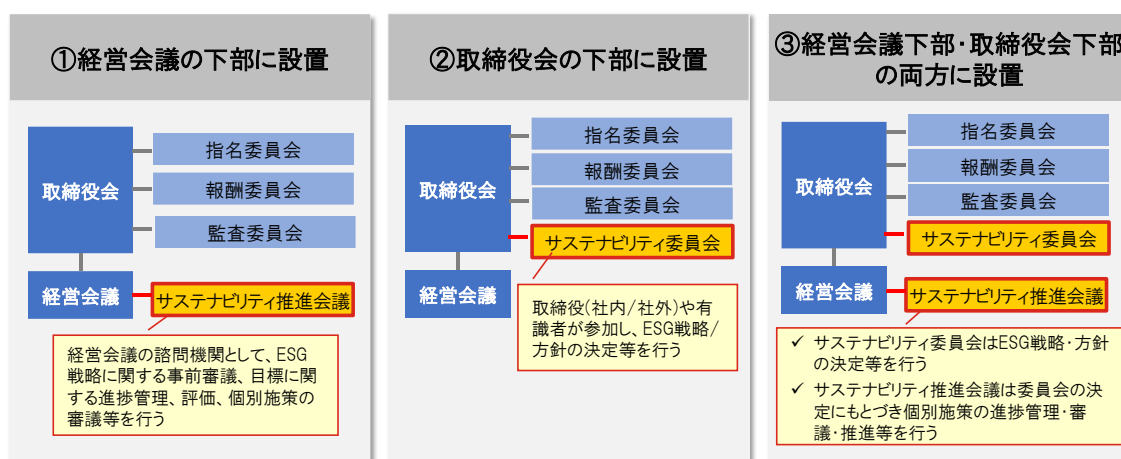 ①経営会議の下部に設置
取締役会
指名委員会
報酬委員会
監査委員会
経営会議
サステナビリティ推進会議
経営会議の諮問機関として、ESG
戦略に関する事前審議、目標に関
する進捗管理、評価、個別施策の
審議等を行う
②取締役会の下部に設置
取締役会
指名委員会
報酬委員会
監査委員会
サステナビリティ委員会
経営会議
取締役(社内/社外)や有
識者が参加し、ESG戦略/
方針の決定等を行う
③経営会議下部・取締役会下部
の両方に設置
取締役会
指名委員会
報酬委員会
監査委員会
サステナビリティ委員会
経営会議
サステナビリティ推進会議
✓ サステナビリティ委員会はESG戦略・方針
の決定等を行う
✓ サステナビリティ推進会議は委員会の決
定にもとづき個別施策の進捗管理・審
議・推進等を行う